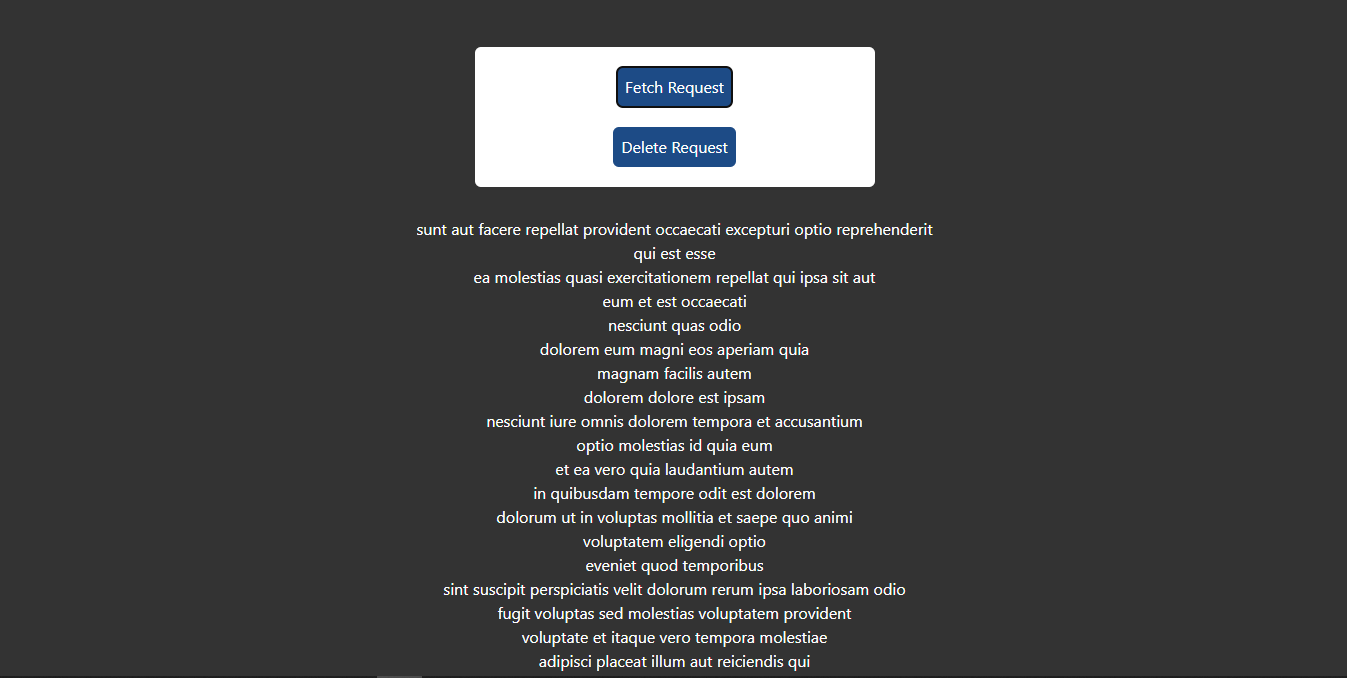 Fetch Request
Delete Request
sunt aut facere repellat provident occaecati excepturi optio reprehenderit
qui est esse
ea molestias quasi exercitationem repellat qui ipsa sit aut
eum et est occaecati
nesciunt quas odio
dolorem eum magni eos aperiam quia
magnam facilis autem
dolorem dolore est ipsam
nesciunt iure omnis dolorem tempora et accusantium
optio molestias id quia eum
et ea vero quia laudantium autem
in quibusdam tempore odit est dolorem
dolorum ut in voluptas mollitia et saepe quo animi
voluptatem eligendi optio
eveniet quod temporibus
sint suscipit perspiciatis velit dolorum rerum ipsa laboriosam odio
fugit voluptas sed molestias voluptatem provident
voluptate et itaque vero tempora molestiae
adipisci placeat illum aut reiciendis qui